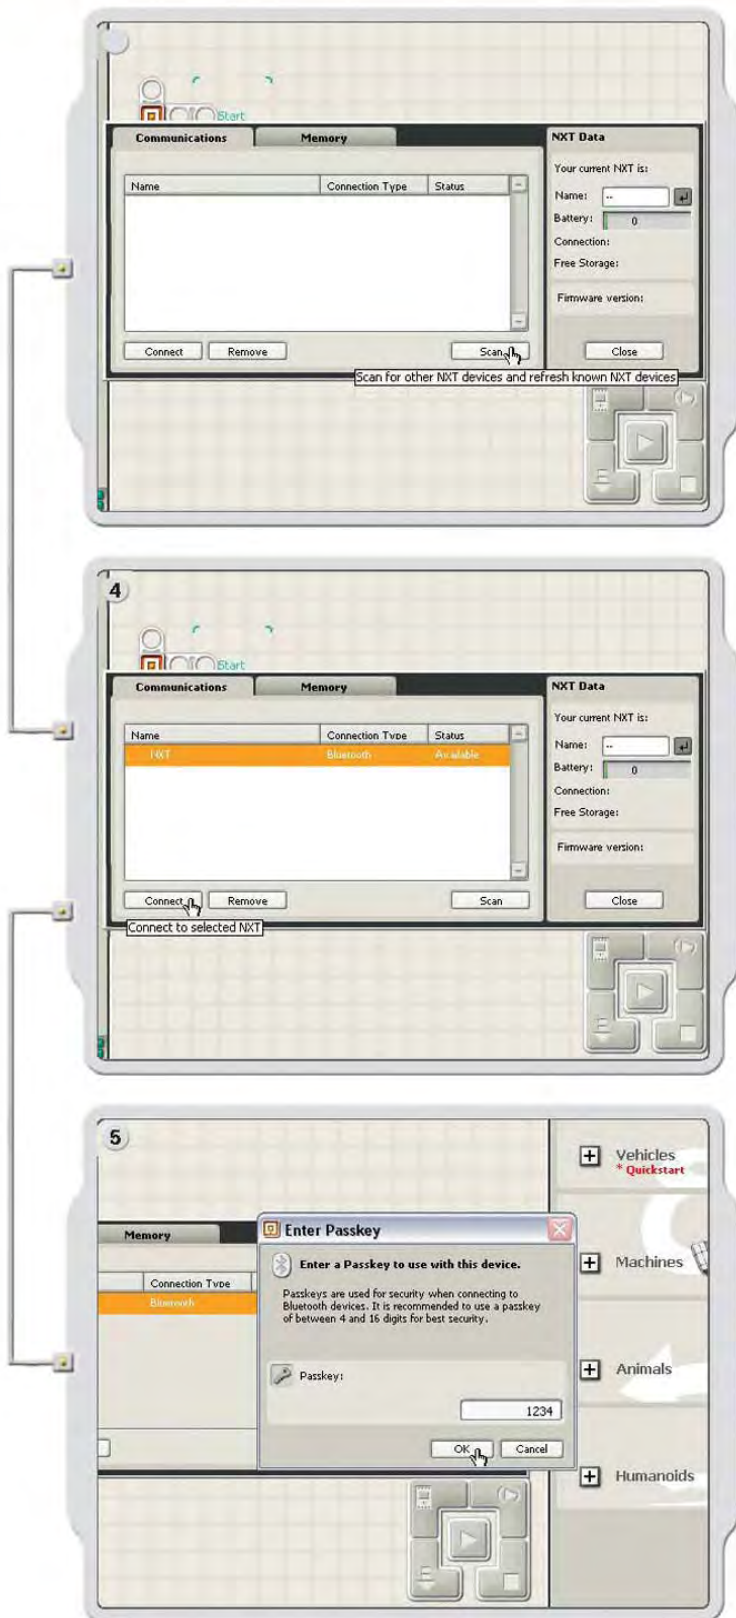 Start
Communications
Memory
NXT Data
Your current NXT is:
Name
Connection Type
Status
Name:
--
Battery:
0
Connection:
Free Storage:
Firmware version:
Connect
Remove
Scan
Close
Scan for other NXT devices and refresh known NXT devices
4
Start
Communications
Memory
NXT Data
Your current NXT is:
Name
Connection Type
Status
Name:
--
NXT
Bluetooth
Available
Battery:
0
Connection:
Free Storage:
Firmware version:
Connect
Remove
Scan
Close
Connect to selected NXT
5
Vehicles
* Quickstart
Memory
Enter Passkey
Enter a Passkey to use with this device.
Machines
Connection Type
Bluetooth
Passkeys are used for security when connecting to
Bluetooth devices. It is recommended to use a passkey
of between 4 and 16 digits for best security.
Passkey:
Animals
1234
OK
Cancel
Humanoids